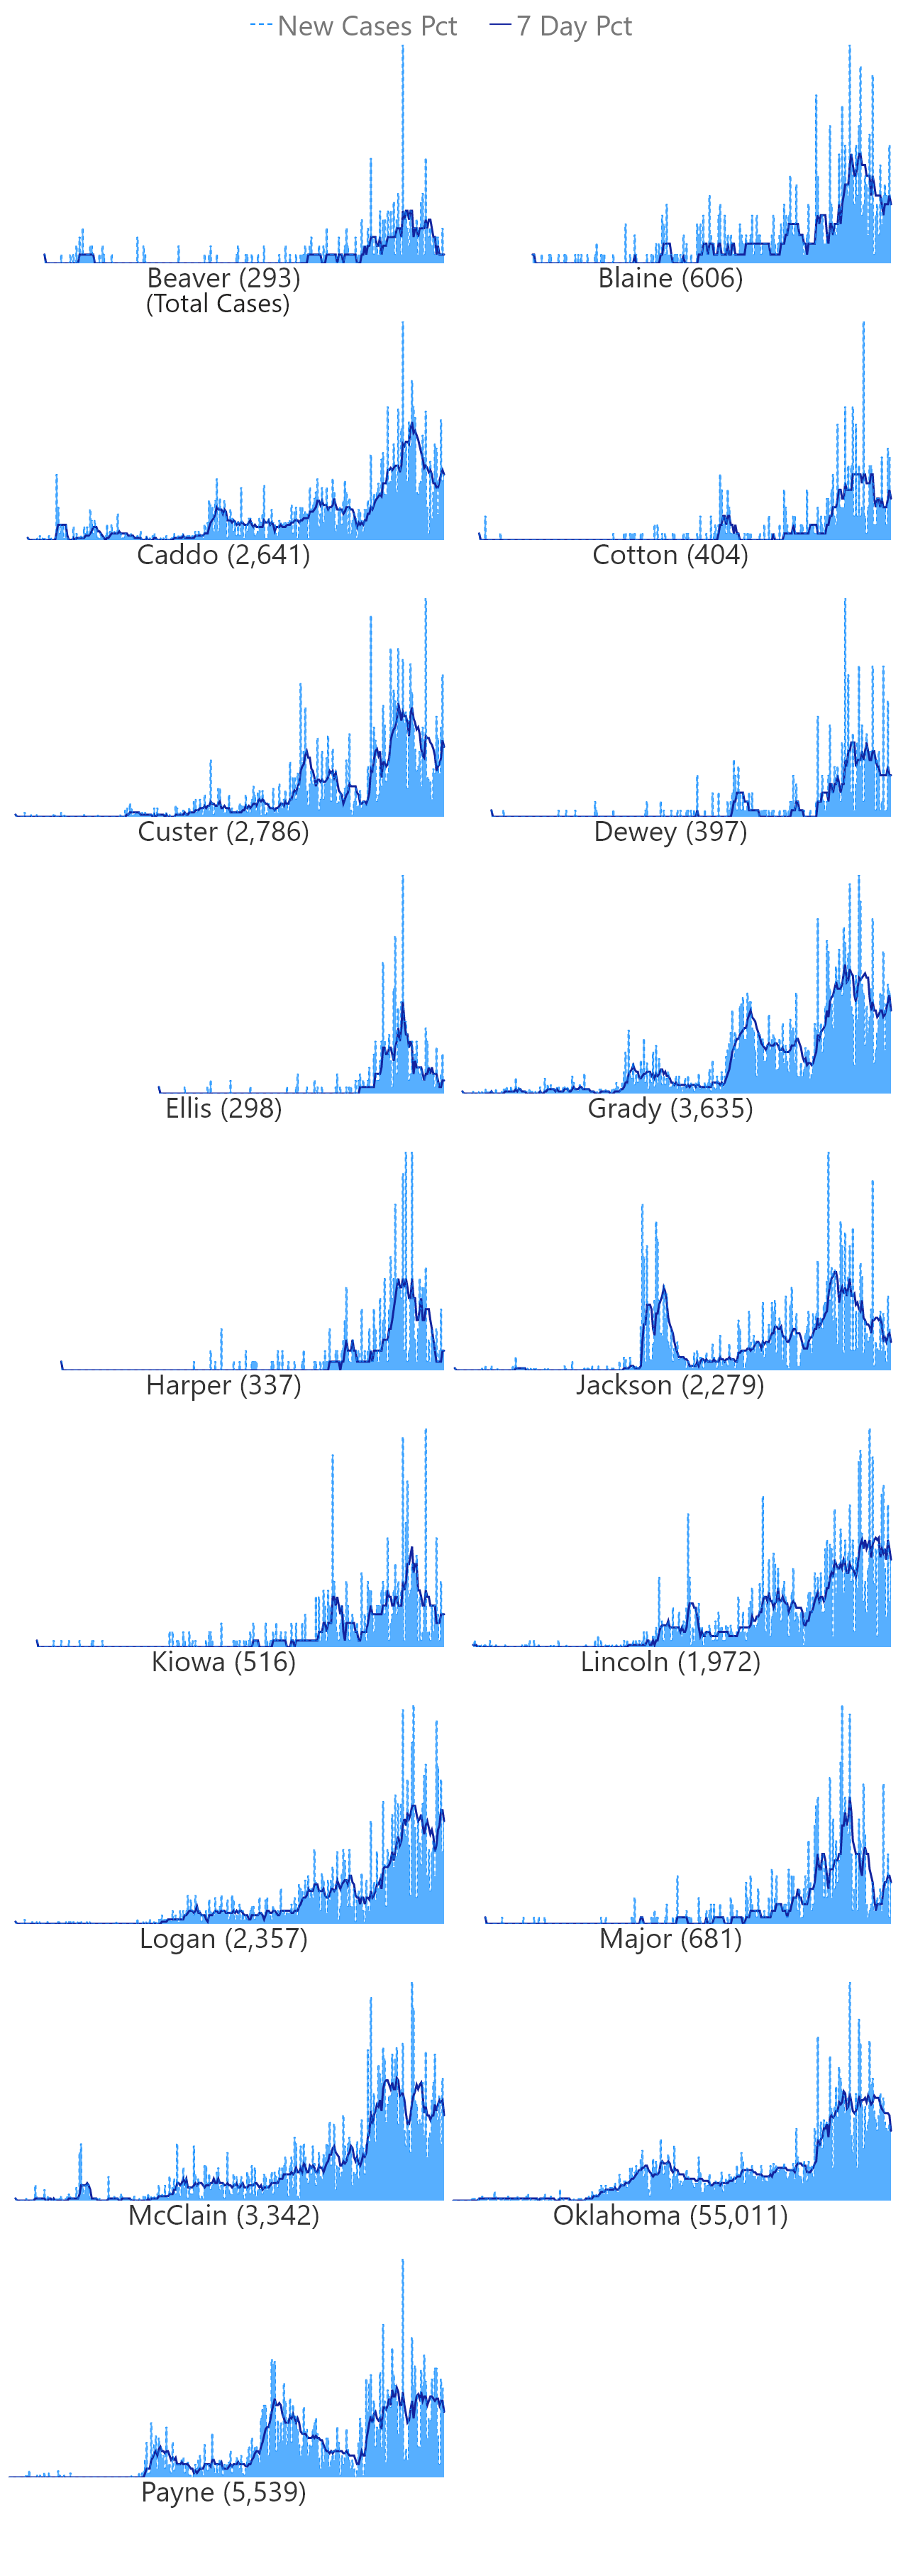 New Cases Pct 7 Day Pct
Beaver (293) Blaine (606)
(Total Cases)
Caddo (2,641) Cotton (404)
Custer (2,786) Dewey (397)
Ellis (298) Grady (3,635)
Harper (337) Jackson (2,279)
Kiowa (516) Lincoln (1,972)
Logan (2,357) Major (681)
McClain (3,342) Oklahoma (55,011)
Payne (5,539)